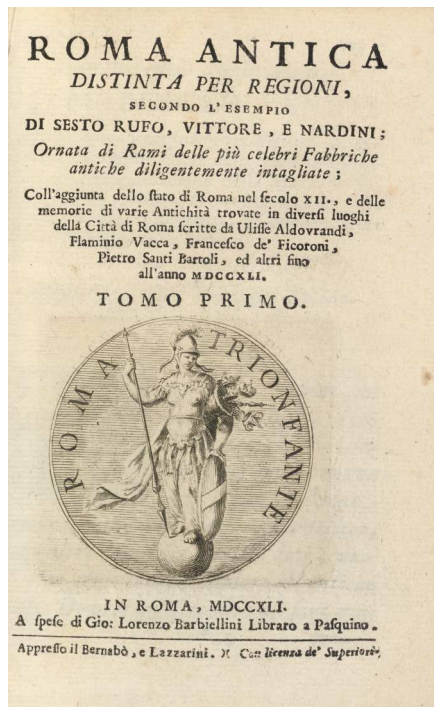 ROMA ANTICA
DISTINTA PER REGIONI,
SECONDO L'ESEMPIO
DI SESTO RUFO, VITTORE, E NARDINI;
Ornata di Rami delle più celebri Fabbriche
antiche diligentemente intagliate;
Coll'aggiunta dello ſtato di Roma nel ſecolo XII., e delle
memorie di varie Antichità trovate in diverſi luoghi
della Città di Roma ſcritte da Uliſſe Aldovrandi,
Flaminio Vacca, Franceſco de' Ficoroni,
Pietro Santi Bartoli, ed altri ſino
all'anno MDCCXLI.
TOMO PRIMO.
ROMA TRIONFANTE
IN ROMA, MDCCXLI.
A ſpeſe di Gio: Lorenzo Barbiellini Libraro a Paſquino.
Appreſſo il Bernabò, e Lazzarini. )( Con licenza de' Superiori.